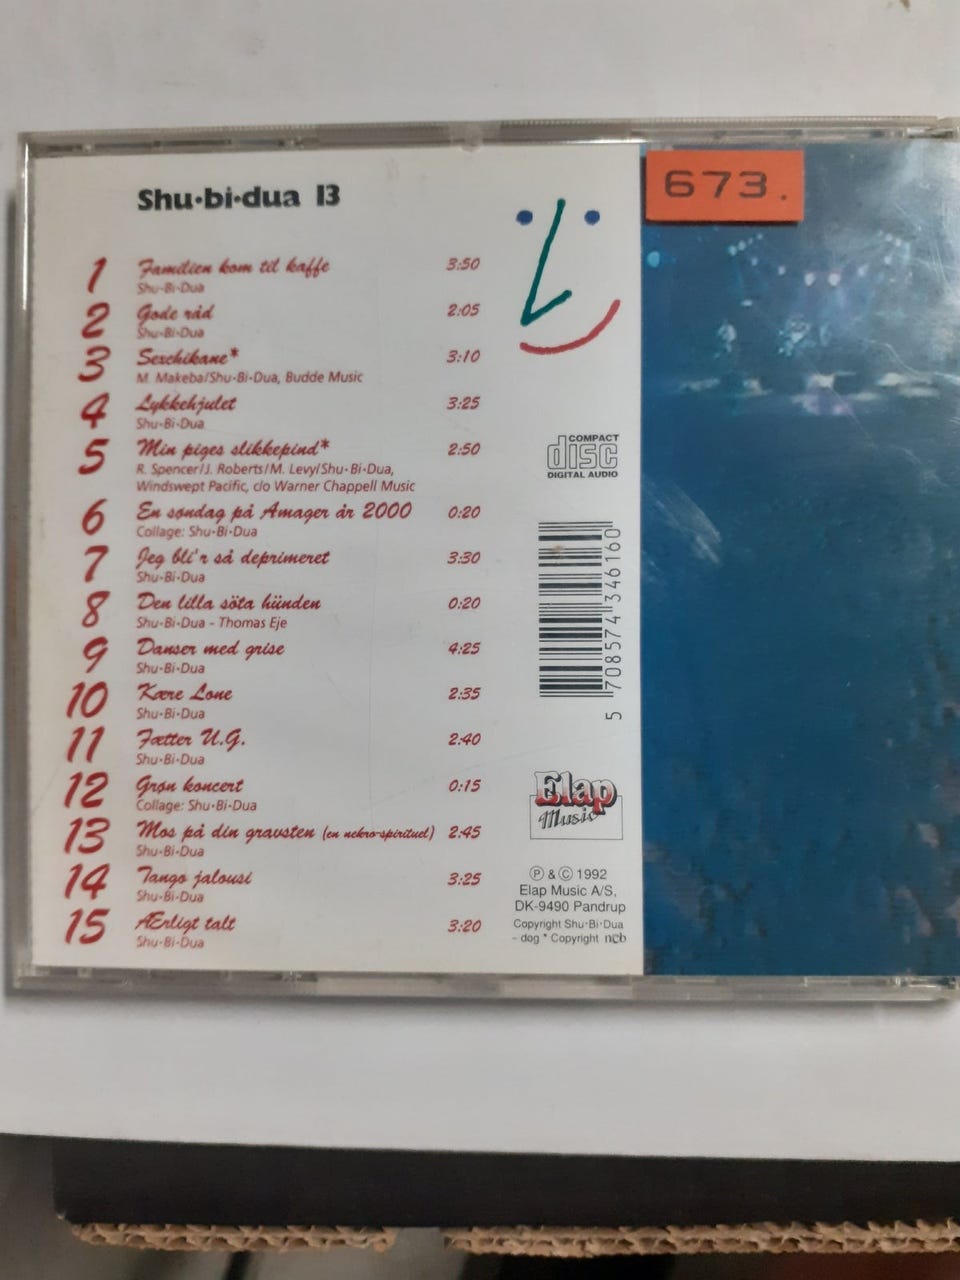 Shu·bi·dua 13
673.
1 Familien kom til kaffe 3:50
Shu·Bi·Dua
2 Gode råd 2:05
Shu·Bi·Dua
3 Sexchikane* 3:10
M. Makeba/Shu·Bi·Dua, Budde Music
4 Lykkehjulet 3:25
Shu·Bi·Dua
5 Min piges slikkepind* 2:50
R. Spencer/J. Roberts/M. Levy/Shu·Bi·Dua,
Windswept Pacific, c/o Warner Chappell Music
6 En søndag på Amager år 2000 0:20
Collage: Shu·Bi·Dua
7 Jeg bli'r så deprimeret 3:30
Shu·Bi·Dua
8 Den lilla söta hünden 0:20
Shu·Bi·Dua - Thomas Eje
9 Danser med grise 4:25
Shu·Bi·Dua
10 Kære Lone 2:35
Shu·Bi·Dua
11 Fætter U.G. 2:40
Shu·Bi·Dua
12 Grøn koncert 0:15
Collage: Shu·Bi·Dua
13 Mos på din gravsten (en nekro-spirituel) 2:45
Shu·Bi·Dua
14 Tango jalousi 3:25
Shu·Bi·Dua
15 Ærligt talt 3:20
Shu·Bi·Dua
COMPACT
disc
DIGITAL AUDIO
5 708574 346160
Elap
Music
Ⓟ & Ⓒ 1992
Elap Music A/S,
DK-9490 Pandrup
Copyright Shu·Bi·Dua
- dog * Copyright ncb